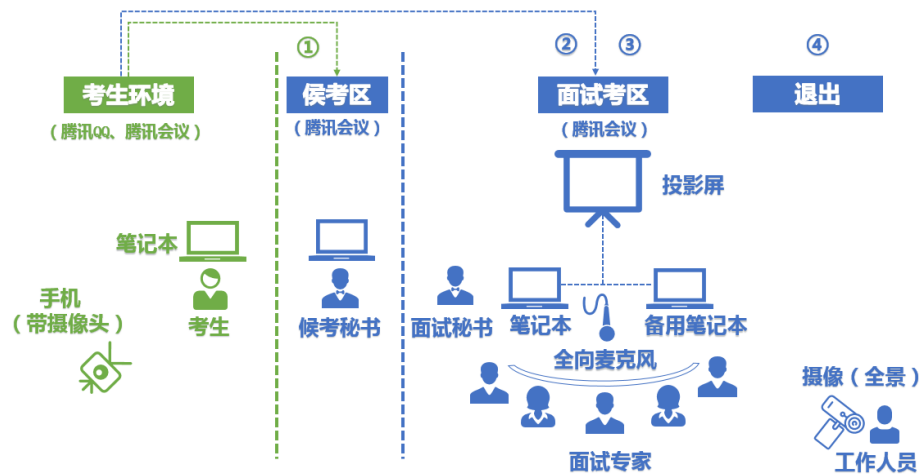 ①
②
③
④
考生环境
侯考区
面试考区
退出
（腾讯QQ、腾讯会议）
（腾讯会议）
（腾讯会议）
投影屏
笔记本
手机
（带摄像头）
考生
候考秘书
面试秘书
笔记本
备用笔记本
全向麦克风
摄像（全景）
面试专家
工作人员